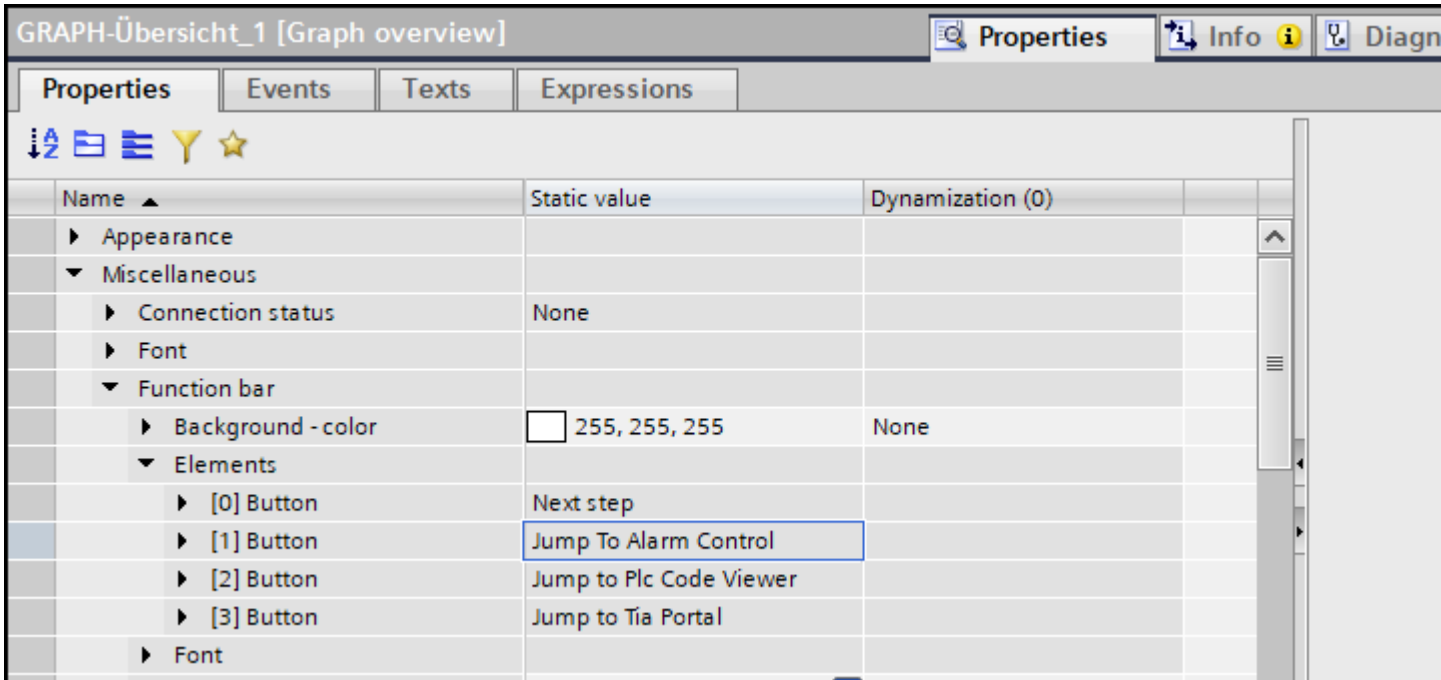 GRAPH-Übersicht_1 [Graph overview] Properties Info Diagn
Properties Events Texts Expressions
Name Static value Dynamization (0)
Appearance
Miscellaneous
Connection status None
Font
Function bar
Background - color 255, 255, 255 None
Elements
[0] Button Next step
[1] Button Jump To Alarm Control
[2] Button Jump to Plc Code Viewer
[3] Button Jump to Tia Portal
Font